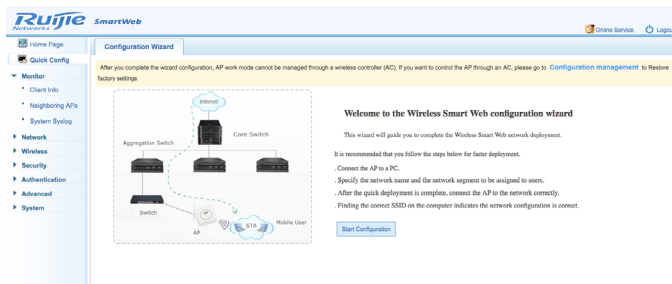 Ruijie
Networks
SmartWeb
Online Service
Logou
Home Page
Quick Config
Monitor
Client Info
Neighboring APs
System Syslog
Network
Wireless
Security
Authentication
Advanced
System
Configuration Wizard
After you complete the wizard configuration, AP work mode cannot be managed through a wireless controller (AC). If you want to control the AP through an AC, please go to Configuration management to Restore
factory settings
Internet
Core Switch
Aggregation Switch
Switch
AP
STA
Mobile User
Welcome to the Wireless Smart Web configuration wizard
This wizard will guide you to complete the Wireless Smart Web network deployment.
It is recommended that you follow the steps below for faster deployment.
. Connect the AP to a PC.
. Specify the network name and the network segment to be assigned to users.
. After the quick deployment is complete, connect the AP to the network correctly.
. Finding the correct SSID on the computer indicates the network configuration is correct.
Start Configuration